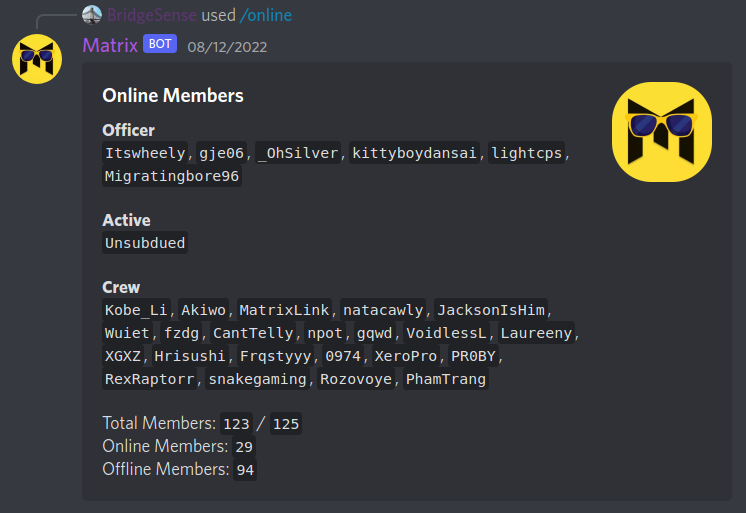 BridgeSense used /online
Matrix BOT 08/12/2022
Online Members
Officer
Itswheely, gje06, _OhSilver, kittyboydansai, lightcps,
Migratingbore96
Active
Unsubdued
Crew
Kobe_Li, Akiwo, MatrixLink, natacawly, JacksonIsHim,
Wuiet, fzdg, CantTelly, npot, gqwd, VoidlessL, Laureeny,
XGXZ, Hrisushi, Frqstyyy, 0974, XeroPro, PR0BY,
RexRaptorr, snakegaming, Rozovoye, PhamTrang
Total Members: 123 / 125
Online Members: 29
Offline Members: 94